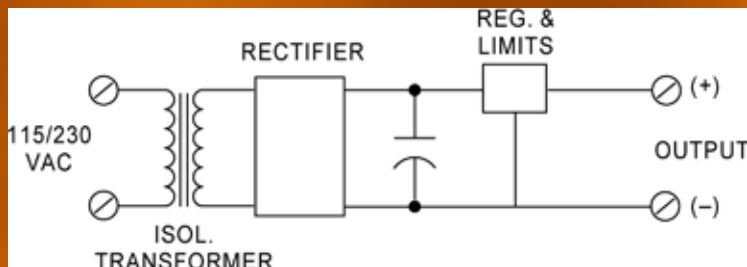 REG. &
LIMITS
RECTIFIER
(+)
115/230
VAC
OUTPUT
(–)
ISOL.
TRANSFORMER